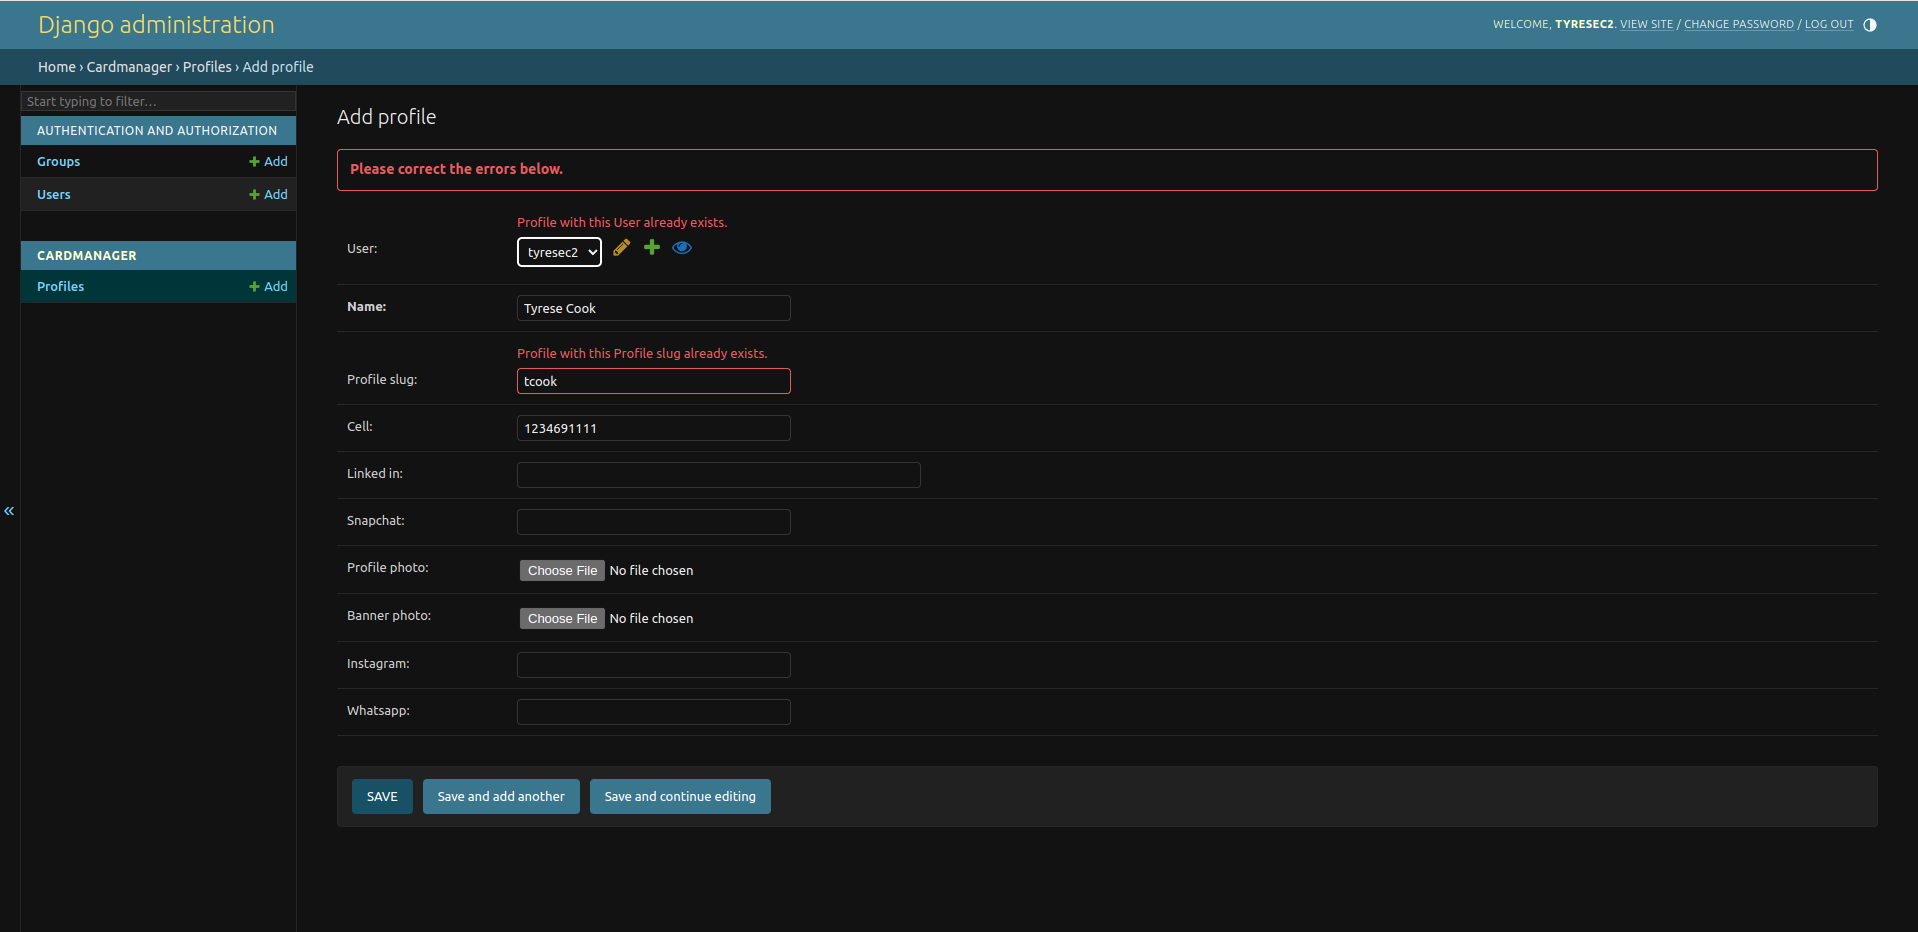 Django administration
WELCOME, TYRESEC2. VIEW SITE / CHANGE PASSWORD / LOG OUT
Home › Cardmanager › Profiles › Add profile
Start typing to filter…
AUTHENTICATION AND AUTHORIZATION
Groups + Add
Users + Add
CARDMANAGER
Profiles + Add
«
Add profile
Please correct the errors below.
Profile with this User already exists.
User: tyresec2
Name: Tyrese Cook
Profile with this Profile slug already exists.
Profile slug: tcook
Cell: 1234691111
Linked in:
Snapchat:
Profile photo: Choose File No file chosen
Banner photo: Choose File No file chosen
Instagram:
Whatsapp:
SAVE Save and add another Save and continue editing